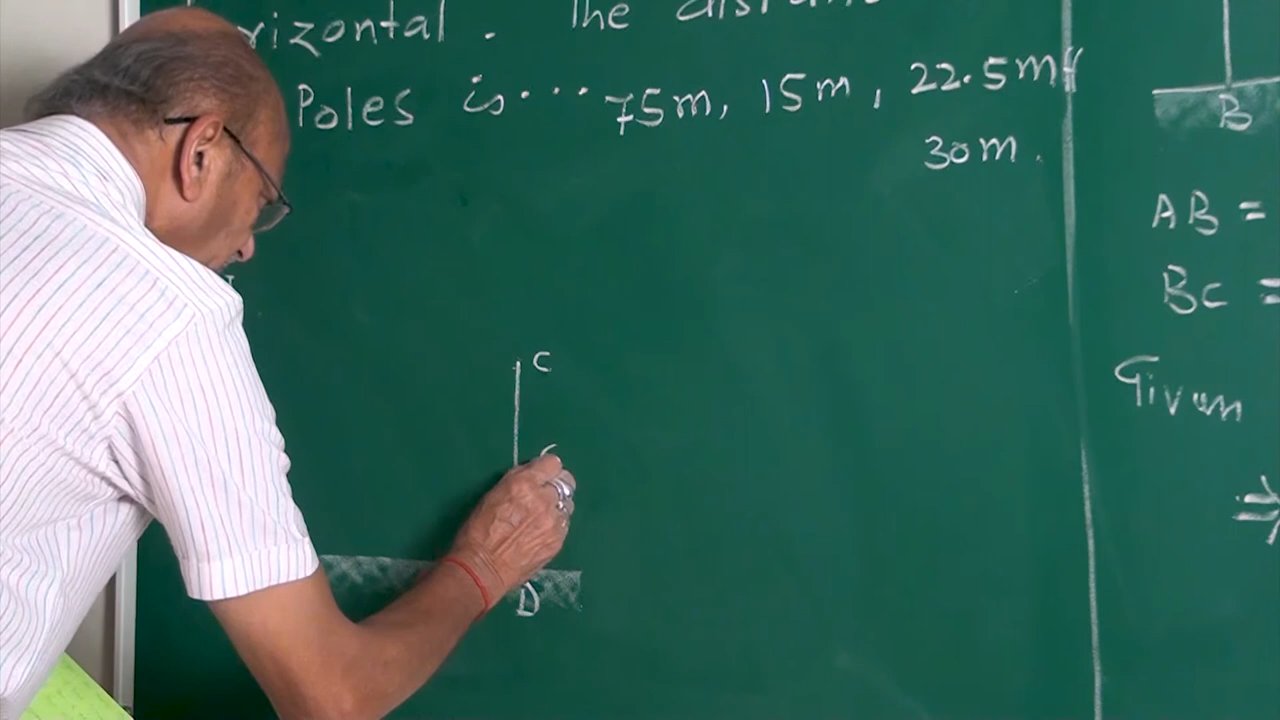 rizontal. The distan
Poles is... 75m, 15m, 22.5m
30m.
C
D
B
AB =
BC =
Given
⇒